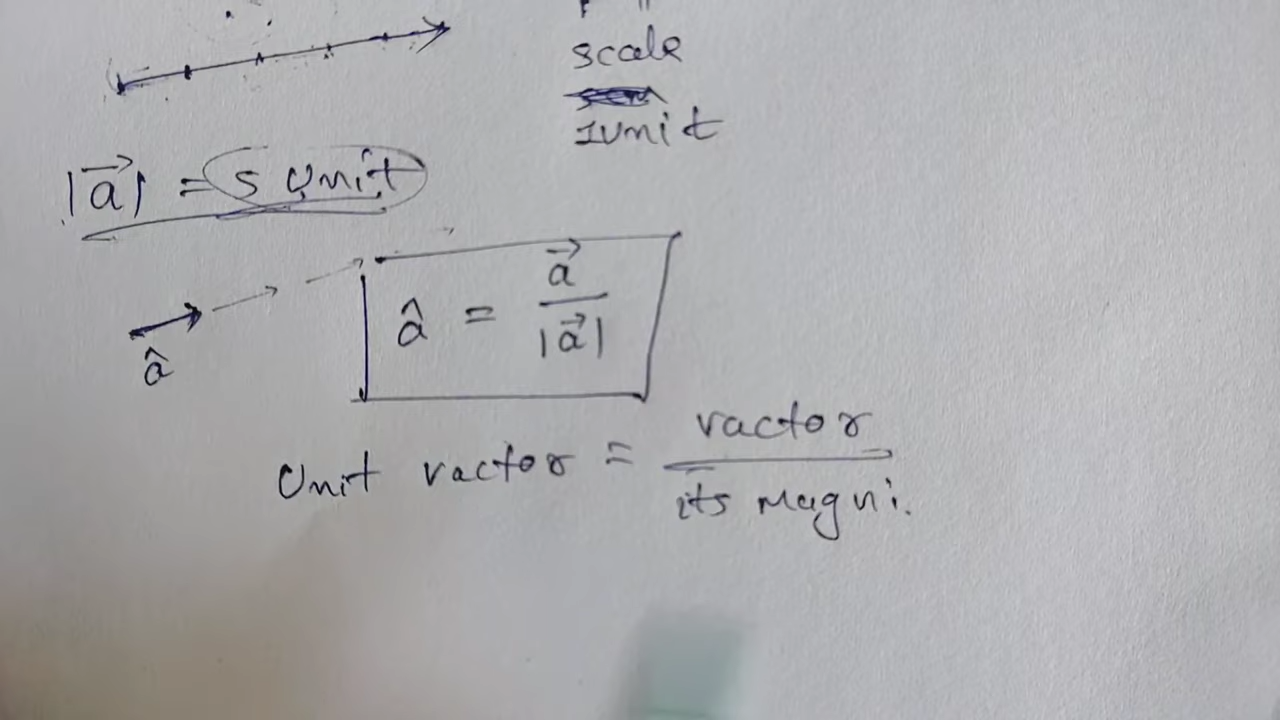 scale
1unit
|a⃗| = 5 Unit
â
â = a⃗ / |a⃗|
Unit vactor = vactor / its Magni.